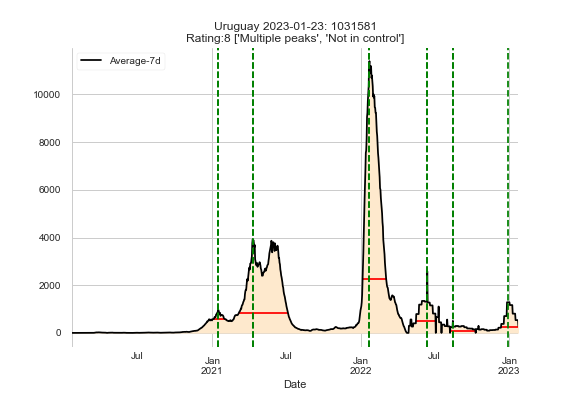 Uruguay 2023-01-23: 1031581
Rating:8 ['Multiple peaks', 'Not in control']
Average-7d
10000
8000
6000
4000
2000
0
Jul
Jan
2021
Jul
Jan
2022
Jul
Jan
2023
Date